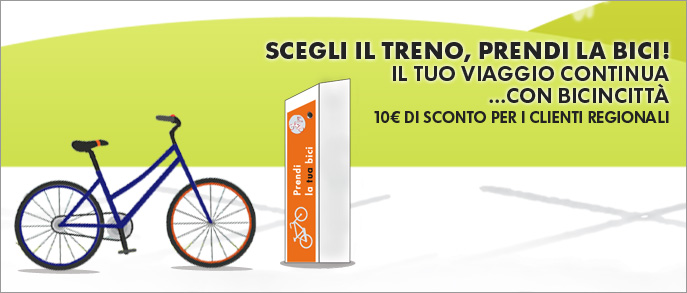 SCEGLI IL TRENO, PRENDI LA BICI!
IL TUO VIAGGIO CONTINUA
...CON BICINCITTÀ
10€ DI SCONTO PER I CLIENTI REGIONALI
Prendi
la tua bici